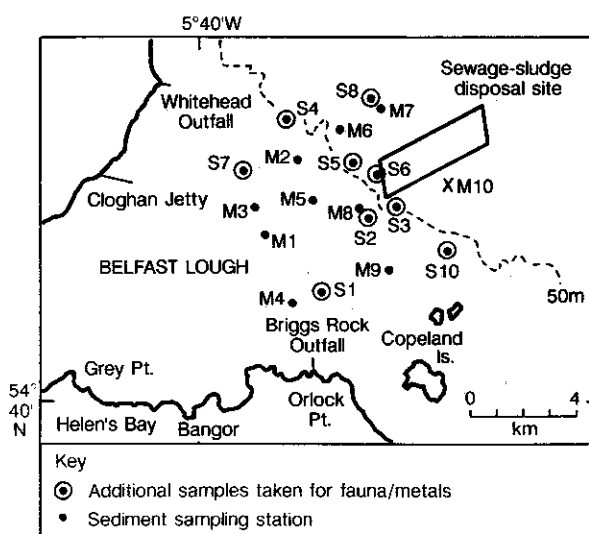 5°40'W
Sewage-sludge
disposal site
Whitehead
Outfall
S8
M7
S4
M6
M2
S5
S6
S7
XM10
Cloghan Jetty
M3
M5
M8
S3
S2
M1
BELFAST LOUGH
M9
S10
50m
M4
S1
Briggs Rock
Outfall
Copeland
Is.
Grey Pt.
54°
40'
N
Helen's Bay
Bangor
Orlock
Pt.
0 4
km
Key
Additional samples taken for fauna/metals
Sediment sampling station